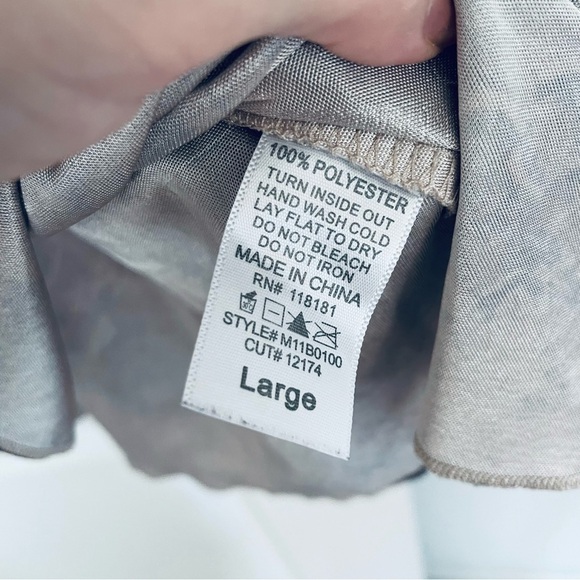 100% POLYESTER
TURN INSIDE OUT
HAND WASH COLD
LAY FLAT TO DRY
DO NOT BLEACH
DO NOT IRON
MADE IN CHINA
RN# 118181
STYLE# M11B0100
CUT# 12174
Large